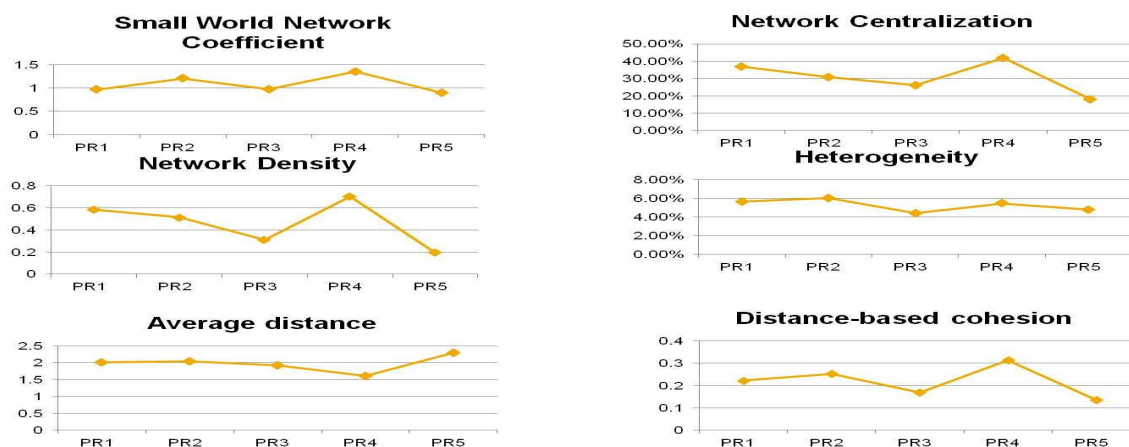 Small World Network
Coefficient
1.5
1
0.5
0
PR1 PR2 PR3 PR4 PR5
Network Centralization
50.00%
40.00%
30.00%
20.00%
10.00%
0.00%
PR1 PR2 PR3 PR4 PR5
Network Density
0.8
0.6
0.4
0.2
0
PR1 PR2 PR3 PR4 PR5
Heterogeneity
8.00%
6.00%
4.00%
2.00%
0.00%
PR1 PR2 PR3 PR4 PR5
Average distance
2.5
2
1.5
1
0.5
0
PR1 PR2 PR3 PR4 PR5
Distance-based cohesion
0.4
0.3
0.2
0.1
0
PR1 PR2 PR3 PR4 PR5